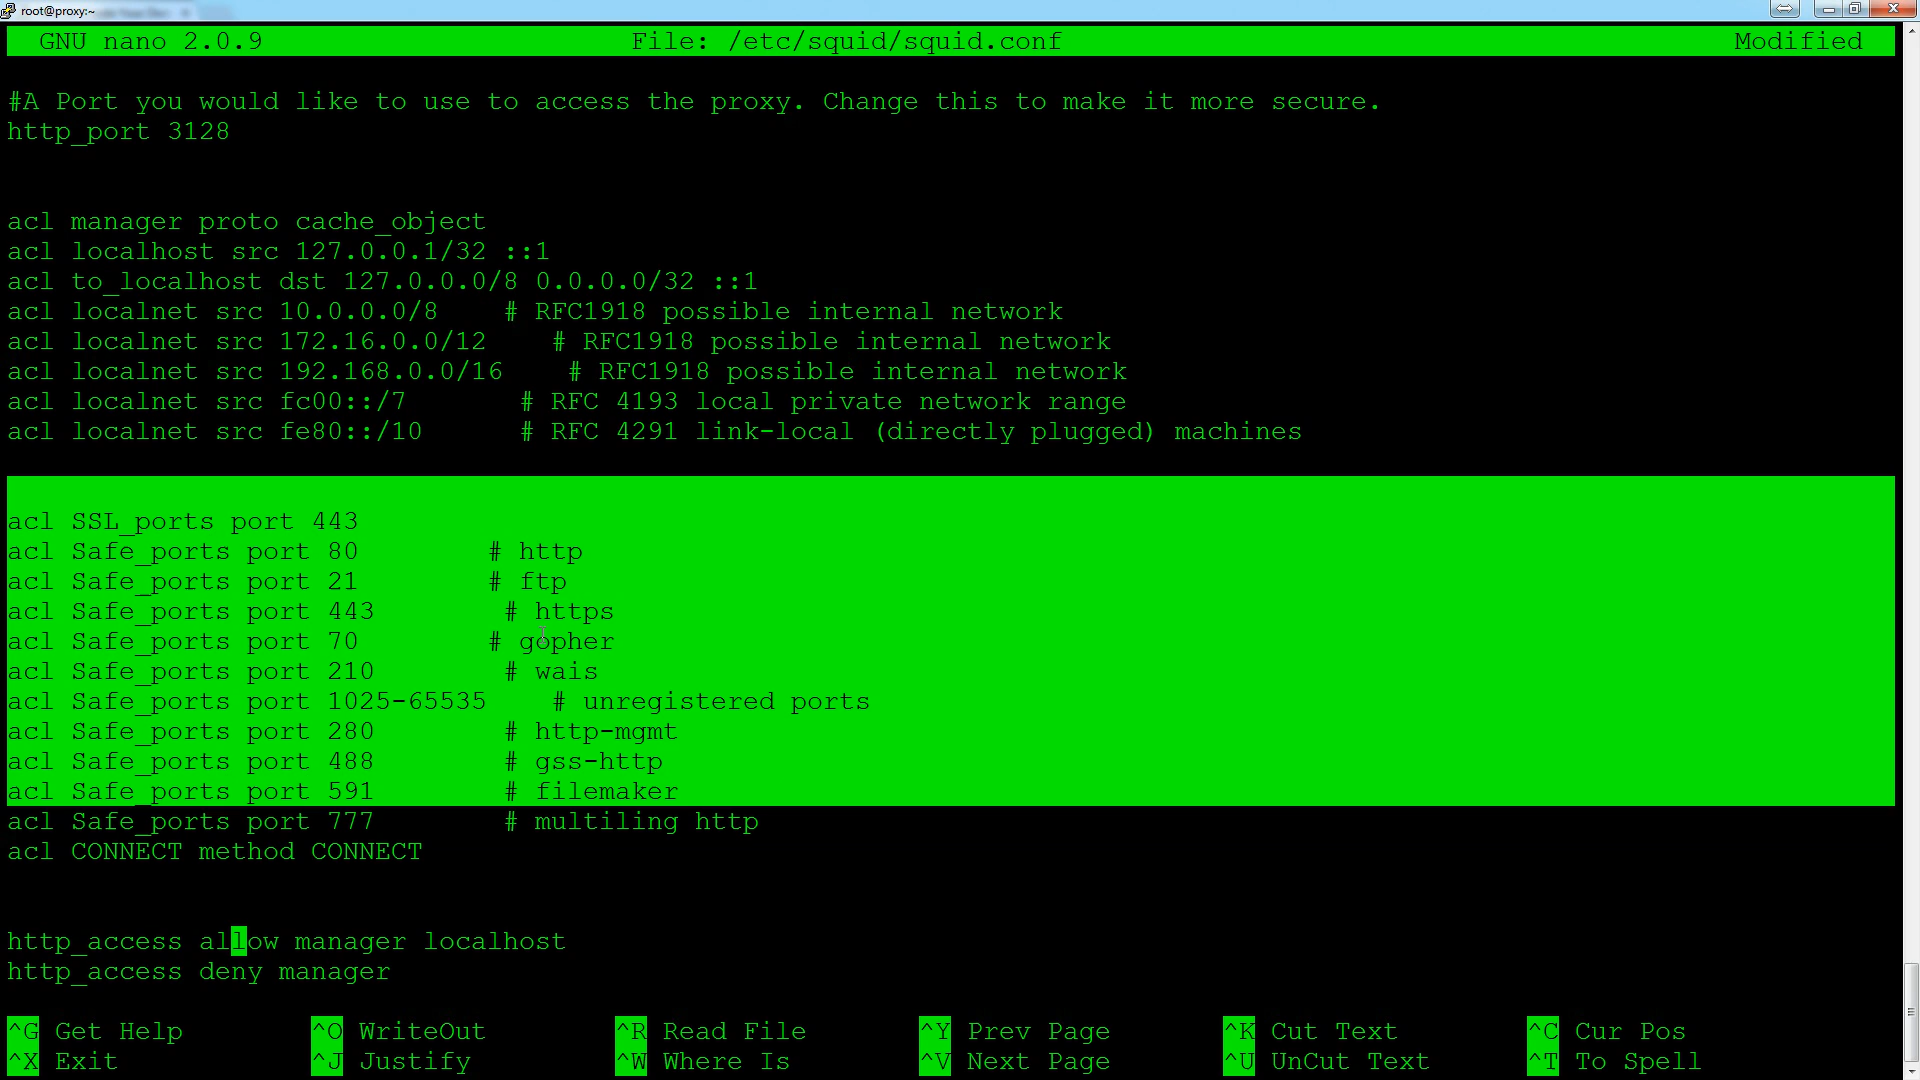 root@proxy:~
GNU nano 2.0.9 File: /etc/squid/squid.conf Modified
#A Port you would like to use to access the proxy. Change this to make it more secure.
http_port 3128
acl manager proto cache_object
acl localhost src 127.0.0.1/32 ::1
acl to_localhost dst 127.0.0.0/8 0.0.0.0/32 ::1
acl localnet src 10.0.0.0/8 # RFC1918 possible internal network
acl localnet src 172.16.0.0/12 # RFC1918 possible internal network
acl localnet src 192.168.0.0/16 # RFC1918 possible internal network
acl localnet src fc00::/7 # RFC 4193 local private network range
acl localnet src fe80::/10 # RFC 4291 link-local (directly plugged) machines
acl SSL_ports port 443
acl Safe_ports port 80 # http
acl Safe_ports port 21 # ftp
acl Safe_ports port 443 # https
acl Safe_ports port 70 # gopher
acl Safe_ports port 210 # wais
acl Safe_ports port 1025-65535 # unregistered ports
acl Safe_ports port 280 # http-mgmt
acl Safe_ports port 488 # gss-http
acl Safe_ports port 591 # filemaker
acl Safe_ports port 777 # multiling http
acl CONNECT method CONNECT
http_access allow manager localhost
http_access deny manager
^G Get Help ^O WriteOut ^R Read File ^Y Prev Page ^K Cut Text ^C Cur Pos
^X Exit ^J Justify ^W Where Is ^V Next Page ^U UnCut Text ^T To Spell